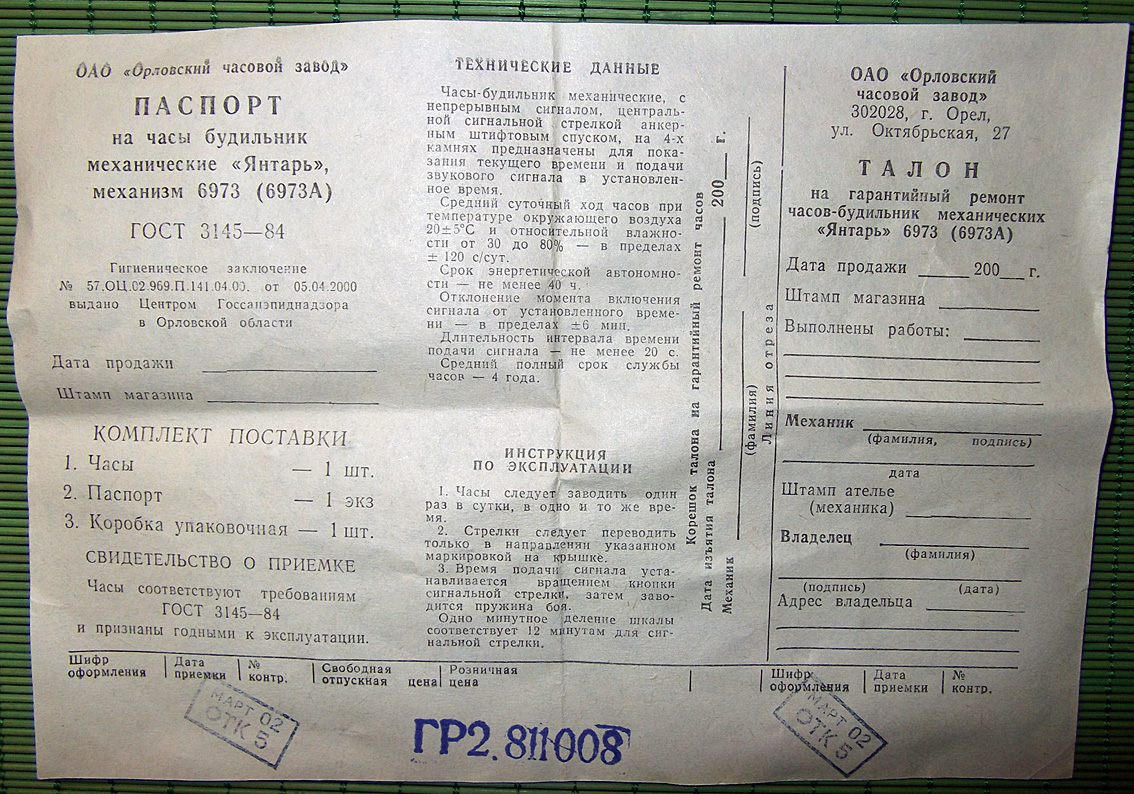 ОАО «Орловский часовой завод»
ПАСПОРТ
на часы будильник
механические «Янтарь»,
механизм 6973 (6973А)
ГОСТ 3145—84
Гигиеническое заключение
№ 57.ОЦ.02.969.П.141.04.00. от 05.04.2000
выдано Центром Госсанэпиднадзора
в Орловской области
Дата продажи
Штамп магазина
КОМПЛЕКТ ПОСТАВКИ
1. Часы — 1 шт.
2. Паспорт — 1 экз
3. Коробка упаковочная — 1 шт.
СВИДЕТЕЛЬСТВО О ПРИЕМКЕ
Часы соответствуют требованиям
ГОСТ 3145—84
и признаны годными к эксплуатации.
ТЕХНИЧЕСКИЕ ДАННЫЕ
Часы-будильник механические, с
непрерывным сигналом, централь-
ной сигнальной стрелкой анкер-
ным штифтовым спуском, на 4-х
камнях предназначены для пока-
зания текущего времени и подачи
звукового сигнала в установлен-
ное время.
Средний суточный ход часов при
температуре окружающего воздуха
20±5°С и относительной влажно-
сти от 30 до 80% — в пределах
± 120 с/сут.
Срок энергетической автономно-
сти — не менее 40 ч.
Отклонение момента включения
сигнала от установленного време-
ни — в пределах ±6 мин.
Длительность интервала времени
подачи сигнала — не менее 20 с.
Средний полный срок службы
часов — 4 года.
ИНСТРУКЦИЯ
ПО ЭКСПЛУАТАЦИИ
1. Часы следует заводить один
раз в сутки, в одно и то же вре-
мя.
2. Стрелки следует переводить
только в направлении указанном
маркировкой на крышке.
3. Время подачи сигнала уста-
навливается вращением кнопки
сигнальной стрелки, затем заво-
дится пружина боя.
Одно минутное деление шкалы
соответствует 12 минутам для сиг-
нальной стрелки.
Корешок талона на гарантийный ремонт часов
Дата изъятия талона 200 г.
Механик
(фамилия) (подпись)
Линия отреза
ОАО «Орловский
часовой завод»
302028, г. Орел,
ул. Октябрьская, 27
ТАЛОН
на гарантийный ремонт
часов-будильник механических
«Янтарь» 6973 (6973А)
Дата продажи 200 г.
Штамп магазина
Выполнены работы:
Механик
(фамилия, подпись)
дата
Штамп ателье
(механика)
Владелец
(фамилия)
(подпись) (дата)
Адрес владельца
Шифр оформления
Дата приемки
№ контр.
Свободная отпускная цена
Розничная цена
Шифр оформления
Дата приемки
№ контр.
МАРТ 02
ОТК 5
ГР2.811008
МАРТ 02
ОТК 5